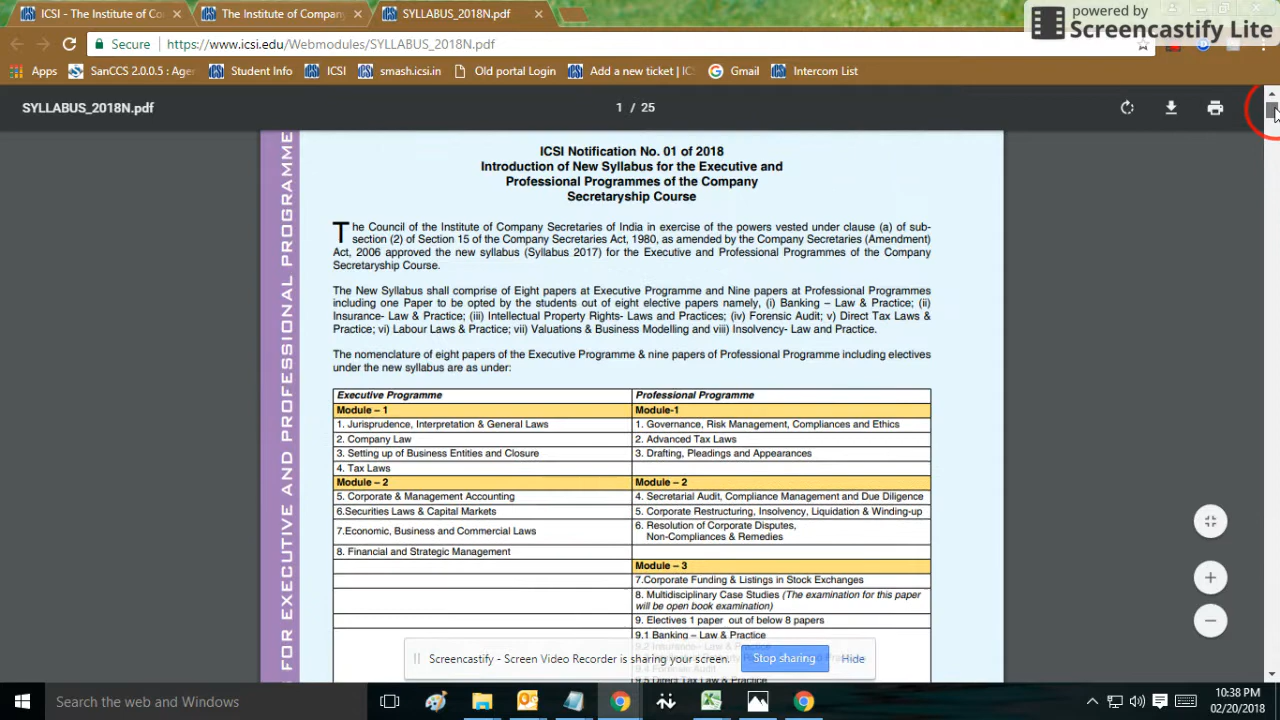 ICSI - The Institute of Com
The Institute of Company
SYLLABUS_2018N.pdf
powered by
Screencastify Lite
Secure
https://www.icsi.edu/Webmodules/SYLLABUS_2018N.pdf
Apps
SanCCS 2.0.0.5 : Agen
Student Info
ICSI
smash.icsi.in
Old portal Login
Add a new ticket | IC
Gmail
Intercom List
SYLLABUS_2018N.pdf
1 / 25
FOR EXECUTIVE AND PROFESSIONAL PROGRAMME
ICSI Notification No. 01 of 2018
Introduction of New Syllabus for the Executive and
Professional Programmes of the Company
Secretaryship Course
The Council of the Institute of Company Secretaries of India in exercise of the powers vested under clause (a) of sub-
section (2) of Section 15 of the Company Secretaries Act, 1980, as amended by the Company Secretaries (Amendment)
Act, 2006 approved the new syllabus (Syllabus 2017) for the Executive and Professional Programmes of the Company
Secretaryship Course.
The New Syllabus shall comprise of Eight papers at Executive Programme and Nine papers at Professional Programmes
including one Paper to be opted by the students out of eight elective papers namely, (i) Banking – Law & Practice; (ii)
Insurance- Law & Practice; (iii) Intellectual Property Rights- Laws and Practices; (iv) Forensic Audit; v) Direct Tax Laws &
Practice; vi) Labour Laws & Practice; vii) Valuations & Business Modelling and viii) Insolvency- Law and Practice.
The nomenclature of eight papers of the Executive Programme & nine papers of Professional Programme including electives
under the new syllabus are as under:
Executive Programme
Professional Programme
Module – 1
Module-1
1. Jurisprudence, Interpretation & General Laws
1. Governance, Risk Management, Compliances and Ethics
2. Company Law
2. Advanced Tax Laws
3. Setting up of Business Entities and Closure
3. Drafting, Pleadings and Appearances
4. Tax Laws
Module – 2
Module – 2
5. Corporate & Management Accounting
4. Secretarial Audit, Compliance Management and Due Diligence
6.Securities Laws & Capital Markets
5. Corporate Restructuring, Insolvency, Liquidation & Winding-up
7.Economic, Business and Commercial Laws
6. Resolution of Corporate Disputes,
Non-Compliances & Remedies
8. Financial and Strategic Management
Module – 3
7.Corporate Funding & Listings in Stock Exchanges
8. Multidisciplinary Case Studies (The examination for this paper
will be open book examination)
9. Electives 1 paper out of below 8 papers
9.1 Banking – Law & Practice
9.2 Insurance– Law & Practice
9.5 Direct Tax Law & Practice
Screencastify - Screen Video Recorder is sharing your screen.
Stop sharing
Hide
Search the web and Windows
10:38 PM
02/20/2018